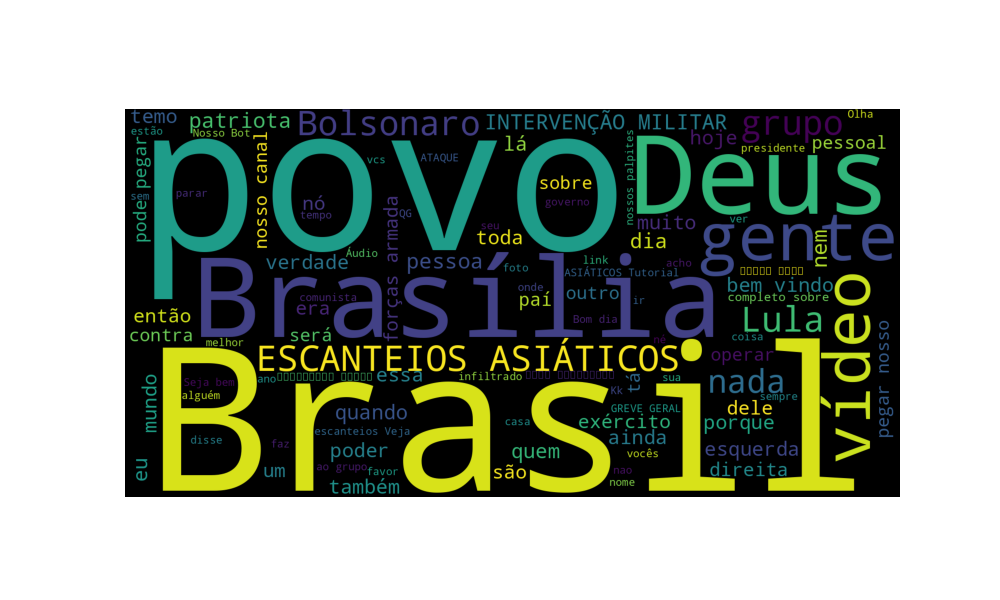 temo
estão
patriota
Nosso Bot
Bolsonaro
INTERVENÇÃO MILITAR
grupo
Olha
hoje
lá
presidente
pessoal
poder pegar
sem
povo
parar
nosso canal
nó
tempo
vcs
ATAQUE
QG
sobre
governo
Deus
nossos palpites
muito
ver
dia
gente
nem
seu
toda
Áudio
forças armada
verdade
pessoa
foto
link
acho
ASIÁTICOS Tutorial
bem vindo
completo sobre
Brasília
comunista
era
onde
paí
outro
ir
Bom dia
então
contra
será
melhor
Lula
coisa
vídeo
pegar nosso
né
ESCANTEIOS ASIÁTICOS
operar
Seja bem
ano
essa
infiltrado
tá
sua
nada
sempre
Kk
mundo
alguém
Brasil
quando
casa
GREVE GERAL
dele
exército
porque
disse
faz
escanteios Veja
ainda
poder
quem
vocês
esquerda
eu
um
ao grupo
favor
são
nao
direita
também
nome